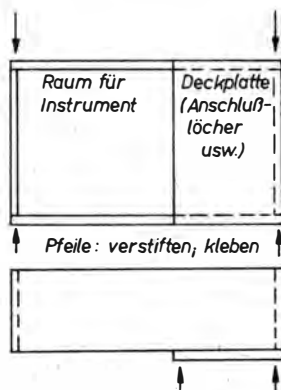 Raum für
Instrument
Deckplatte
(Anschluß-
löcher
usw.)
Pfeile: verstiften, kleben